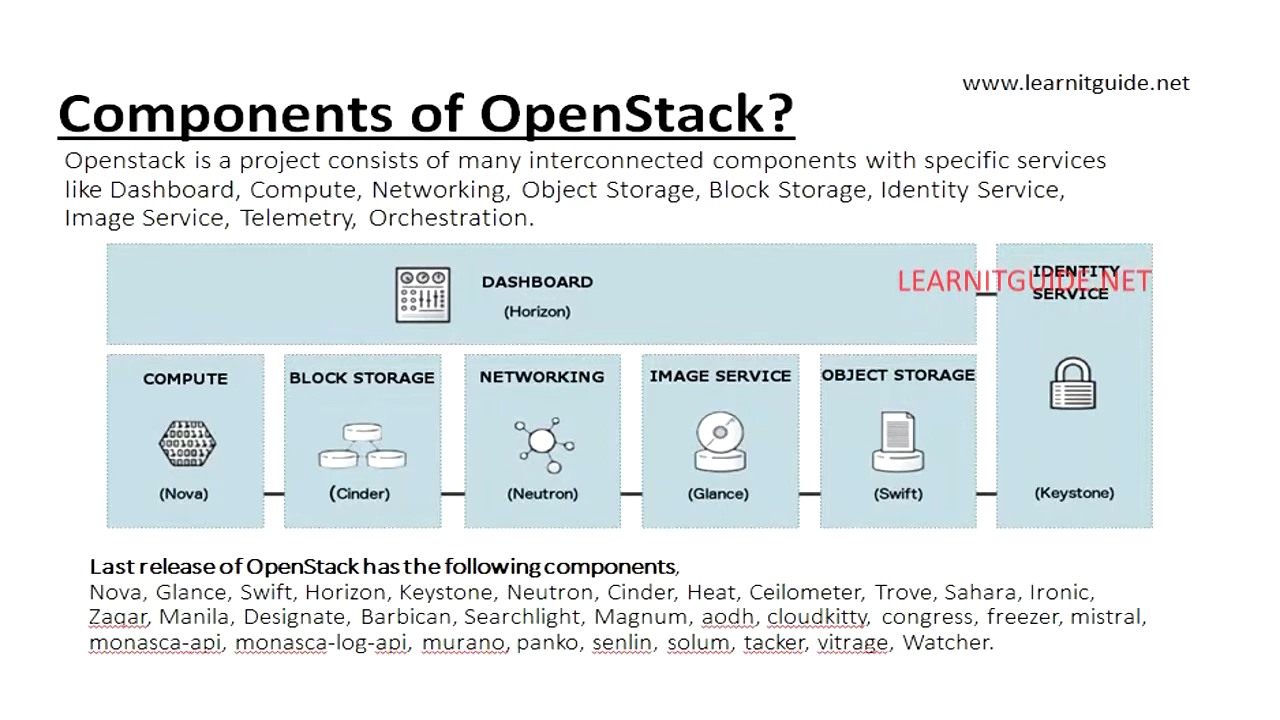 www.learnitguide.net
Components of OpenStack?
Openstack is a project consists of many interconnected components with specific services
like Dashboard, Compute, Networking, Object Storage, Block Storage, Identity Service,
Image Service, Telemetry, Orchestration.
DASHBOARD
(Horizon)
LEARNITGUIDE.NET
IDENTITY
SERVICE
COMPUTE
(Nova)
BLOCK STORAGE
(Cinder)
NETWORKING
(Neutron)
IMAGE SERVICE
(Glance)
OBJECT STORAGE
(Swift)
(Keystone)
Last release of OpenStack has the following components,
Nova, Glance, Swift, Horizon, Keystone, Neutron, Cinder, Heat, Ceilometer, Trove, Sahara, Ironic,
Zaqar, Manila, Designate, Barbican, Searchlight, Magnum, aodh, cloudkitty, congress, freezer, mistral,
monasca-api, monasca-log-api, murano, panko, senlin, solum, tacker, vitrage, Watcher.